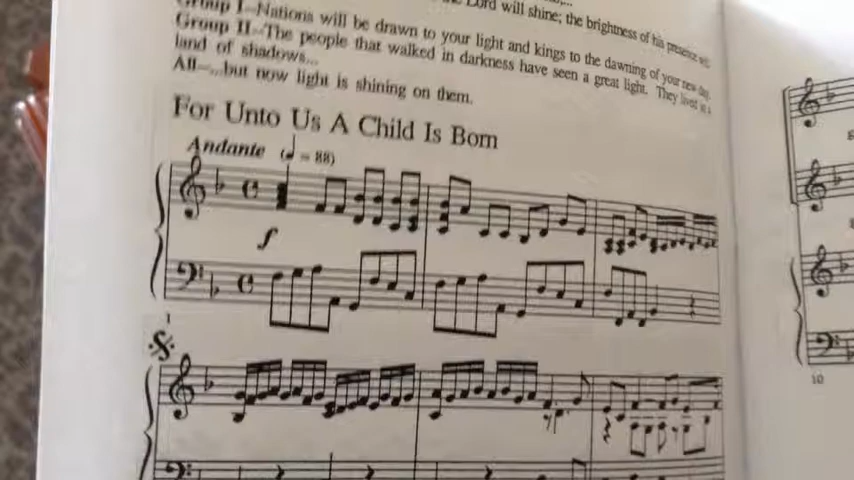 Lord will shine; the brightness of his presence
Group I—Nations will be drawn to your light and kings to the dawning of your new day.
Group II—The people that walked in darkness have seen a great light. They lived in a
land of shadows...
All—...but now light is shining on them.
For Unto Us A Child Is Born
Andante (♩ = 88)
f
1
10